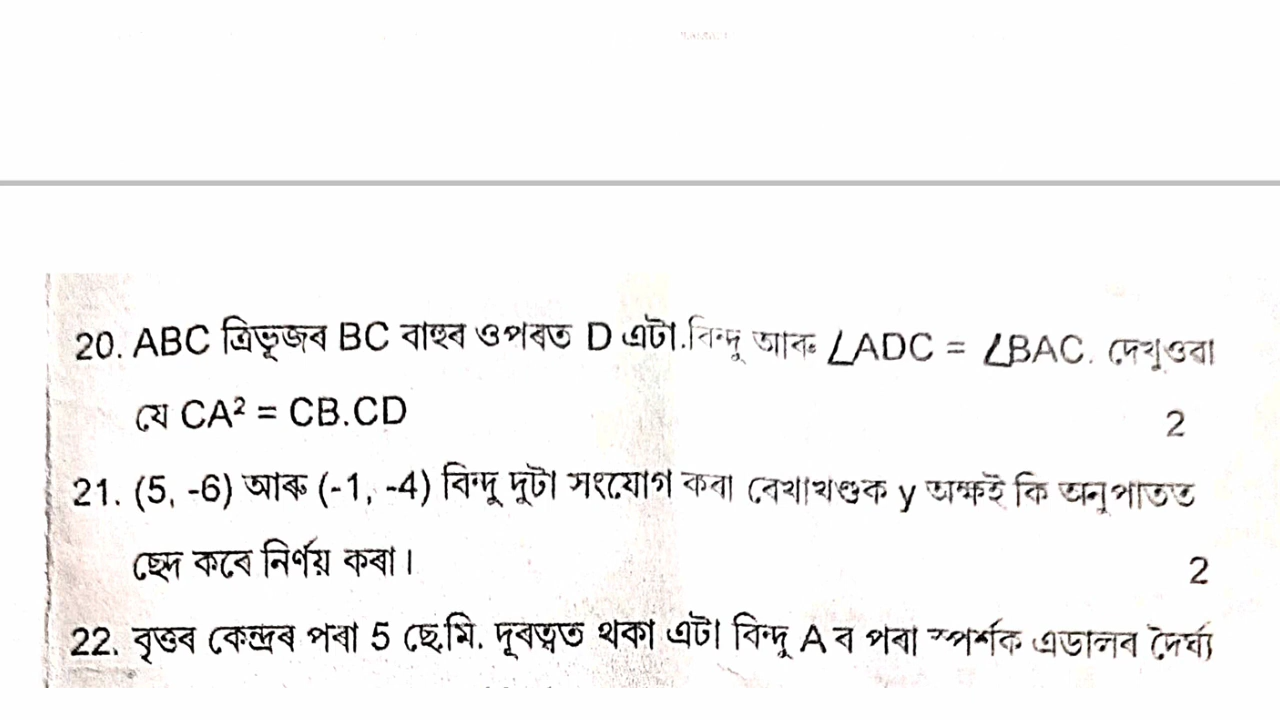 20. ABC ত্ৰিভূজৰ BC বাহুৰ ওপৰত D এটা বিন্দু আৰু ∠ADC = ∠BAC. দেখুওৱা
যে CA² = CB.CD 2
21. (5, -6) আৰু (-1, -4) বিন্দু দুটা সংযোগ কৰা ৰেখাখণ্ডক y অক্ষই কি অনুপাতত
ছেদ কৰে নিৰ্ণয় কৰা। 2
22. বৃত্তৰ কেন্দ্ৰৰ পৰা 5 ছে.মি. দূৰত্বত থকা এটা বিন্দু A ৰ পৰা স্পৰ্শক এডালৰ দৈৰ্ঘ্য